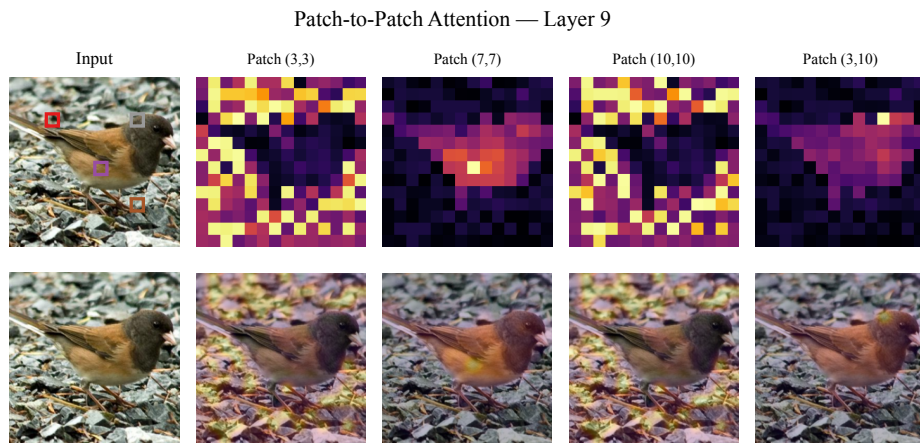 Patch-to-Patch Attention — Layer 9
Input
Patch (3,3)
Patch (7,7)
Patch (10,10)
Patch (3,10)